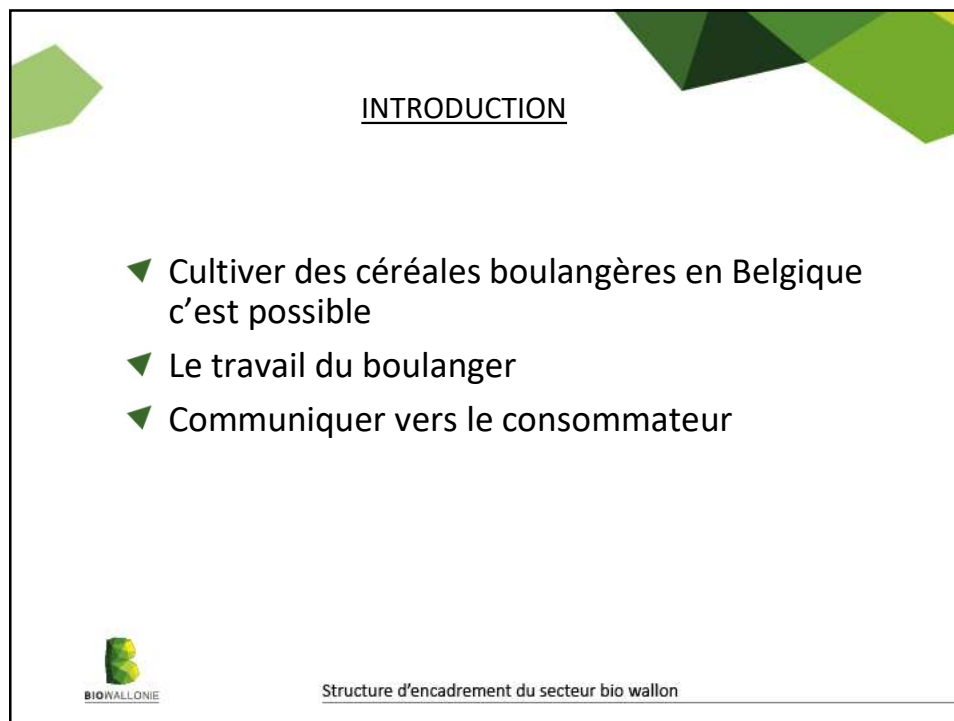 INTRODUCTION
Cultiver des céréales boulangères en Belgique
c’est possible
Le travail du boulanger
Communiquer vers le consommateur
BIOWALLONIE
Structure d’encadrement du secteur bio wallon